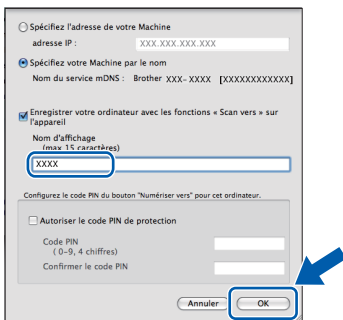 Spécifiez l'adresse de votre Machine
adresse IP : XXX.XXX.XXX.XXX
Spécifiez votre Machine par le nom
Nom du service mDNS : Brother XXX-XXXX [XXXXXXXXXXXX]
Enregistrer votre ordinateur avec les fonctions « Scan vers » sur
l'appareil
Nom d'affichage
(max 15 caractères)
XXXX
Configurez le code PIN du bouton "Numériser vers" pour cet ordinateur.
Autoriser le code PIN de protection
Code PIN
( 0-9, 4 chiffres)
Confirmer le code PIN
Annuler OK